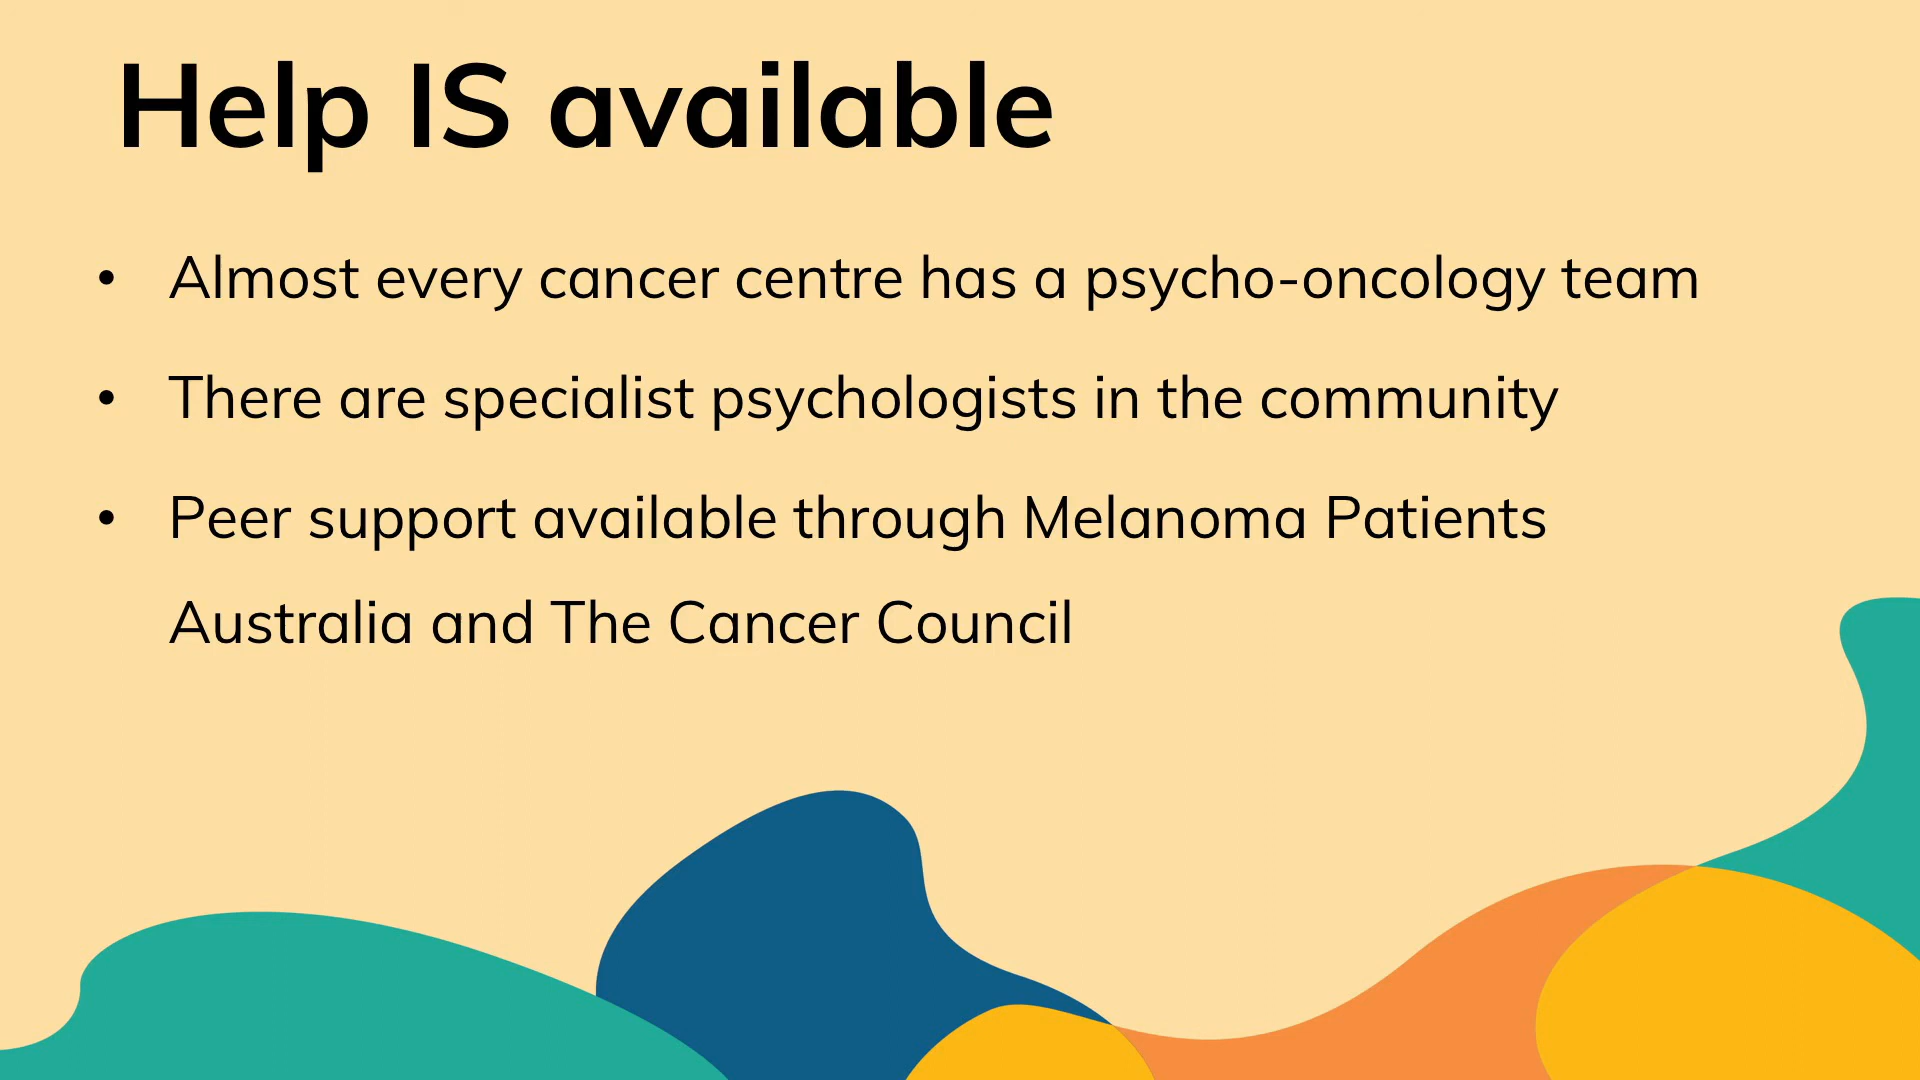 Help IS available
• Almost every cancer centre has a psycho-oncology team
• There are specialist psychologists in the community
• Peer support available through Melanoma Patients
Australia and The Cancer Council